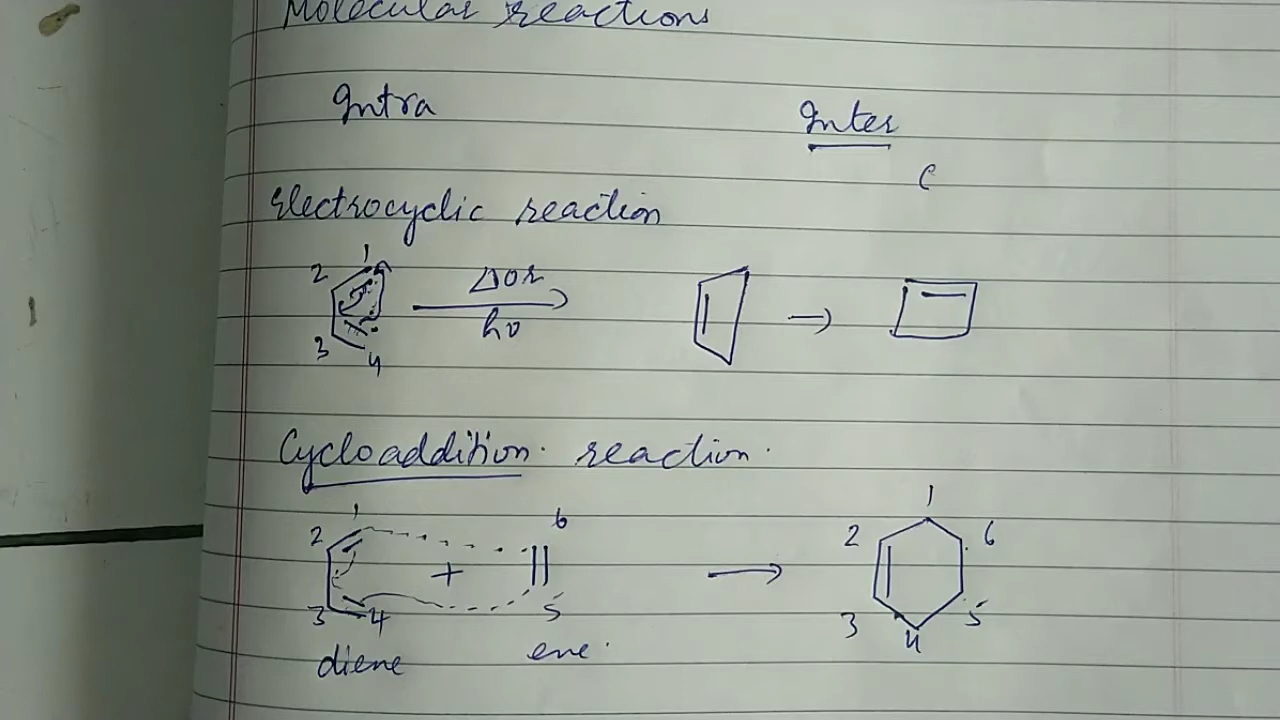 Molecular reactions
Intra Inter
C
Electrocyclic reaction
1
2
Δ or
hν
3
4
Cycloaddition reaction
1 6 1
2 2 6
+
3 4 5 3 5
4
diene ene